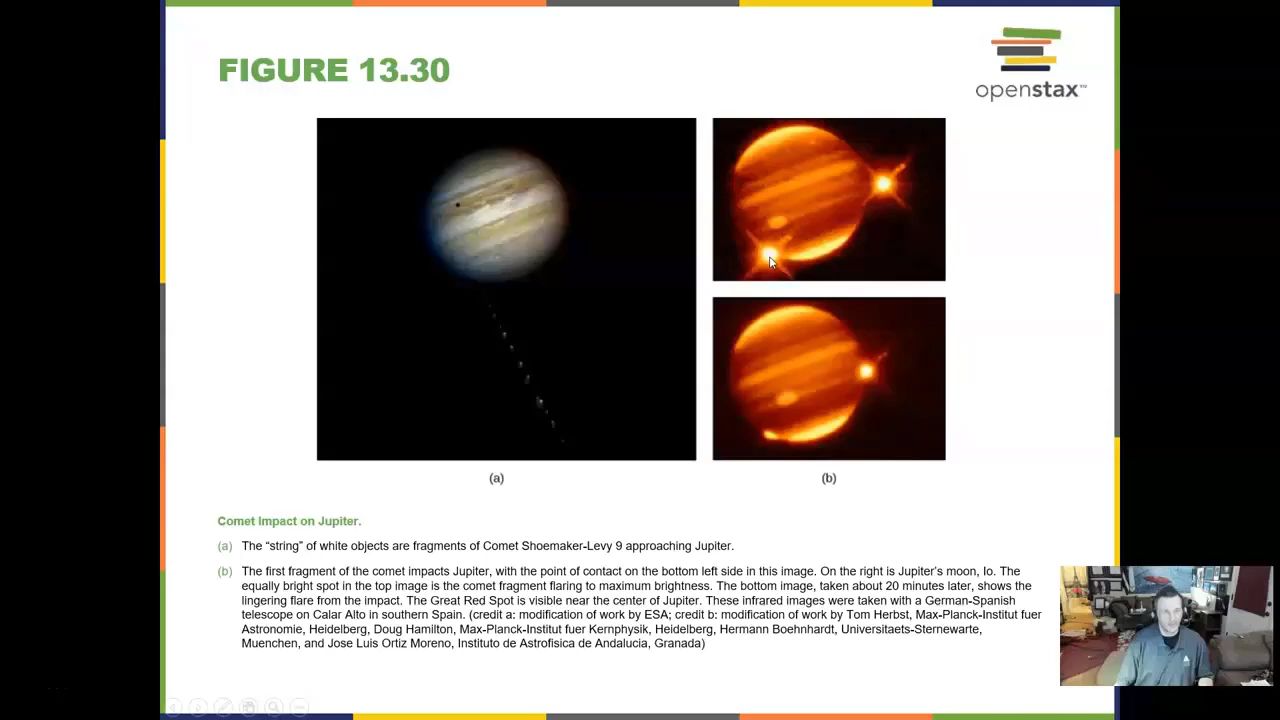 FIGURE 13.30
openstax™
(a)
(b)
Comet Impact on Jupiter.
(a) The “string” of white objects are fragments of Comet Shoemaker-Levy 9 approaching Jupiter.
(b) The first fragment of the comet impacts Jupiter, with the point of contact on the bottom left side in this image. On the right is Jupiter’s moon, Io. The
equally bright spot in the top image is the comet fragment flaring to maximum brightness. The bottom image, taken about 20 minutes later, shows the
lingering flare from the impact. The Great Red Spot is visible near the center of Jupiter. These infrared images were taken with a German-Spanish
telescope on Calar Alto in southern Spain. (credit a: modification of work by ESA; credit b: modification of work by Tom Herbst, Max-Planck-Institut fuer
Astronomie, Heidelberg, Doug Hamilton, Max-Planck-Institut fuer Kernphysik, Heidelberg, Hermann Boehnhardt, Universitaets-Sternewarte,
Muenchen, and Jose Luis Ortiz Moreno, Instituto de Astrofisica de Andalucia, Granada)